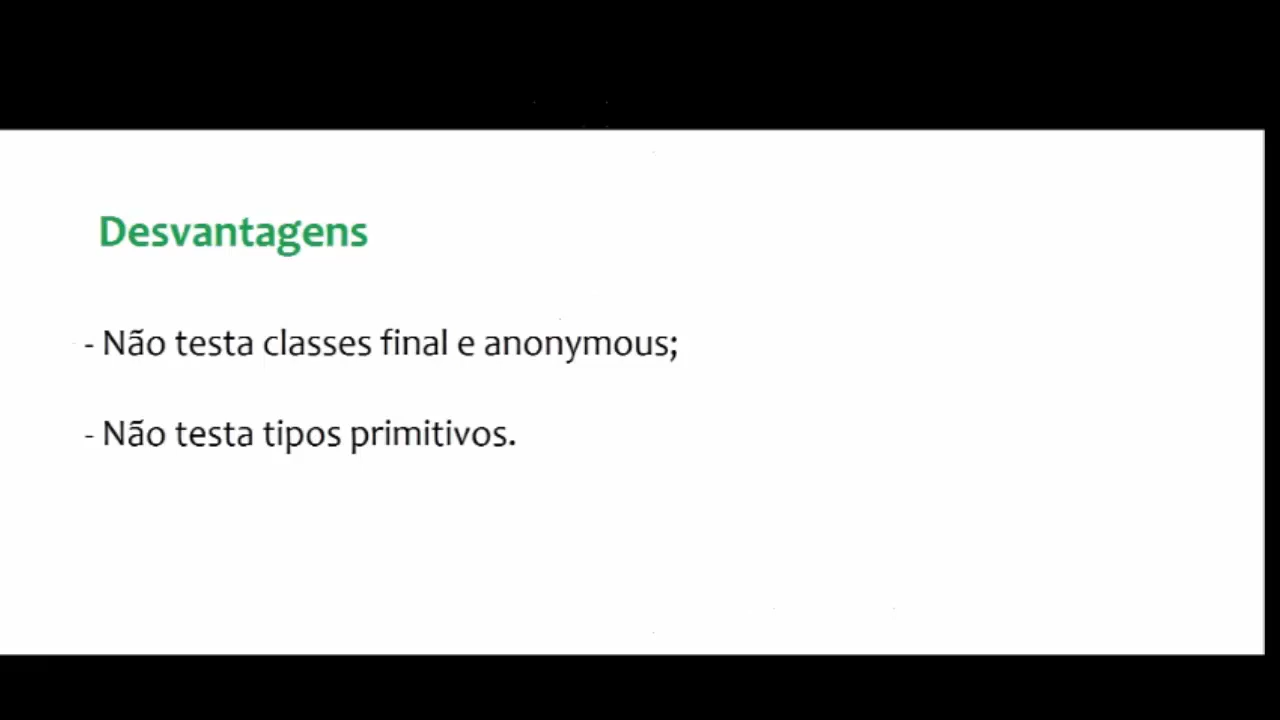 Desvantagens
- Não testa classes final e anonymous;
- Não testa tipos primitivos.